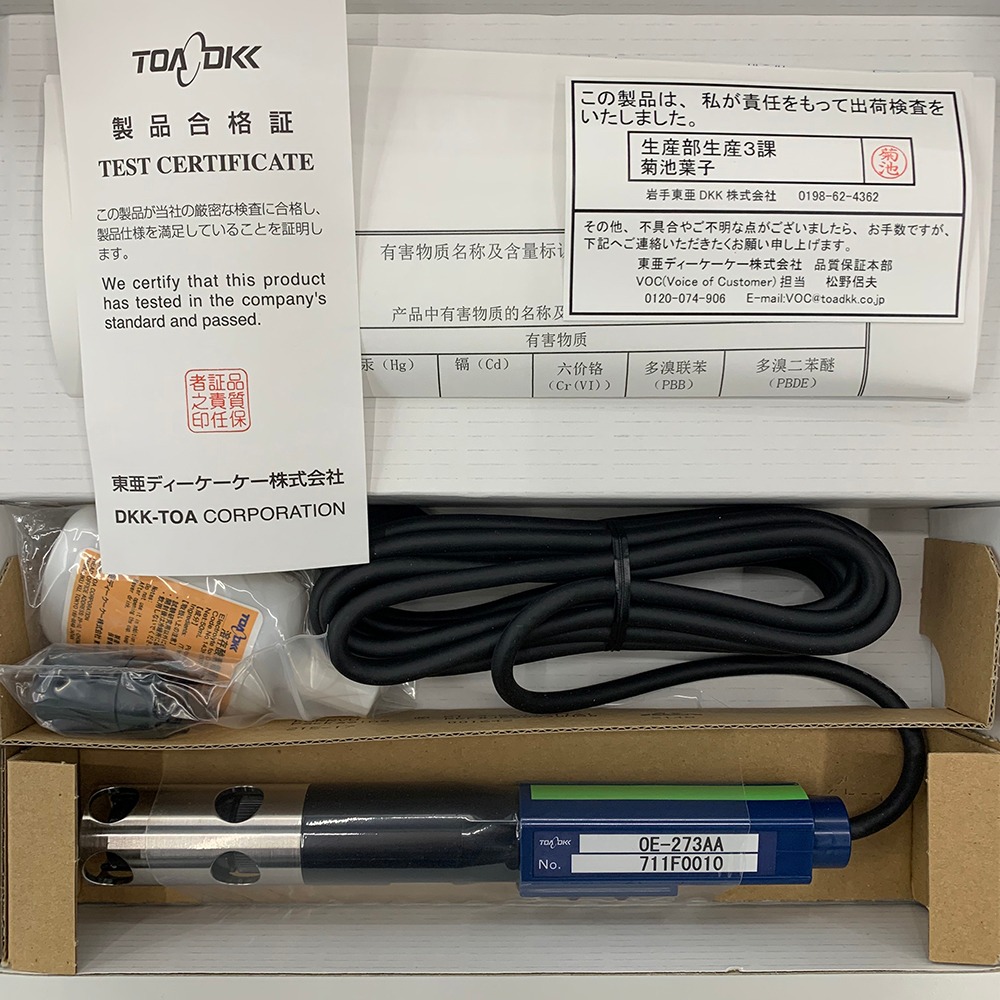 TOADKK
製品合格証
TEST CERTIFICATE
この製品が当社の厳密な検査に合格し、
製品仕様を満足していることを証明し
ます。
We certify that this product
has tested in the company's
standard and passed.
品質保
証責任
者之印
東亜ディーケーケー株式会社
DKK-TOA CORPORATION
この製品は、私が責任をもって出荷検査を
いたしました。
生産部生産3課
菊池葉子
菊池
岩手東亜DKK株式会社 0198-62-4362
その他、不具合やご不明な点がございましたら、お手数ですが、
下記へご連絡いただきたくお願い申し上げます。
東亜ディーケーケー株式会社 品質保証本部
VOC(Voice of Customer)担当 松野侶夫
0120-074-906 E-mail:VOC@toadkk.co.jp
有害物质名称及含量标识
产品中有害物质的名称及
有害物质
汞（Hg）
镉（Cd）
六价铬
（Cr(VI)）
多溴联苯
（PBB）
多溴二苯醚
（PBDE）
TOADKK
TOADKK
OE-273AA
No. 711F0010